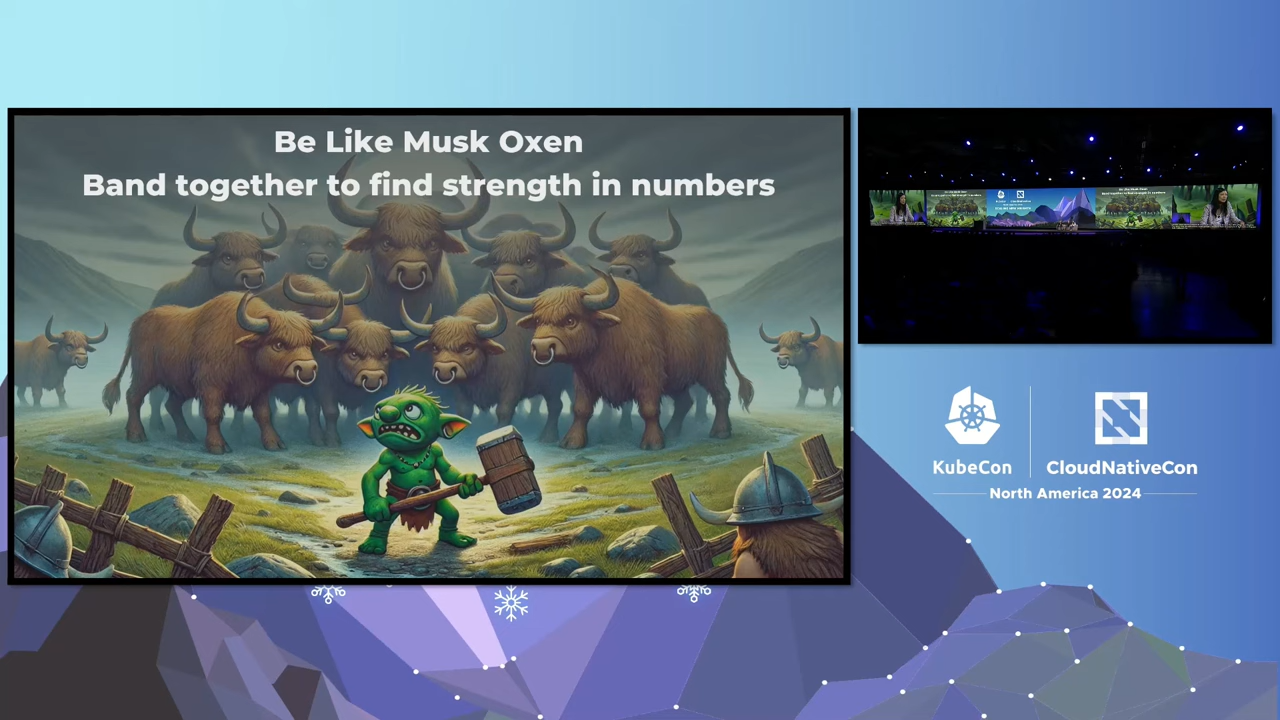 Be Like Musk Oxen
Band together to find strength in numbers
KubeCon
CloudNativeCon
North America 2024